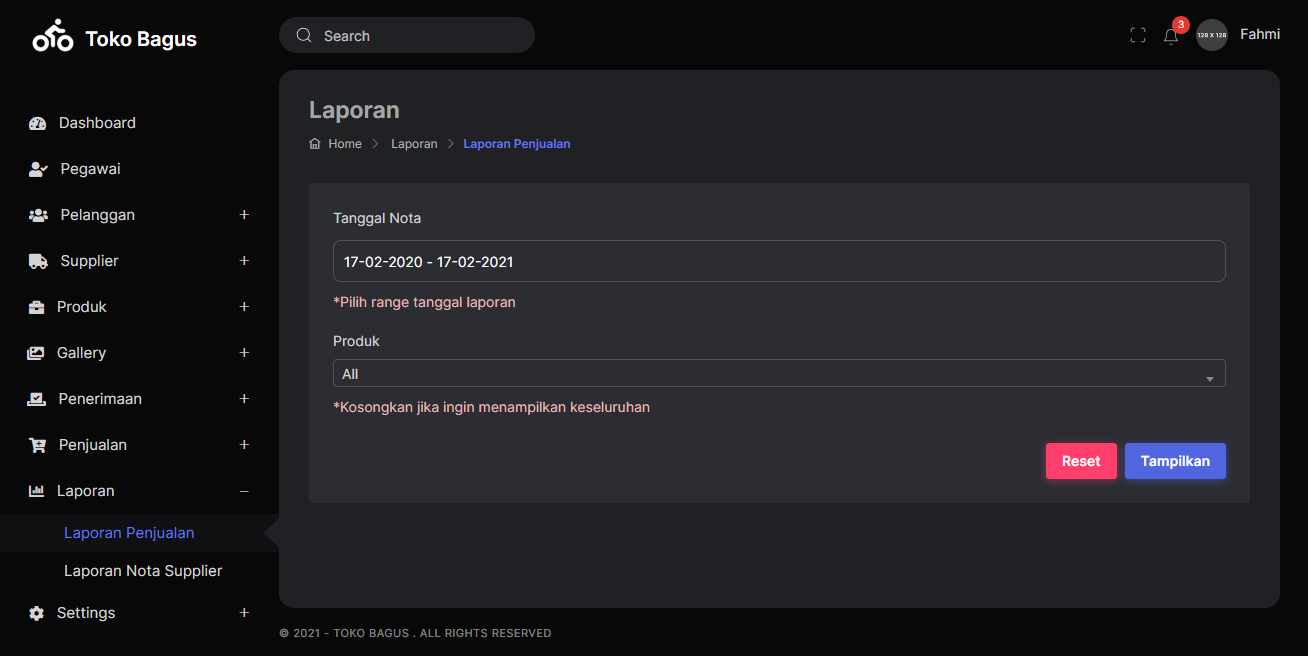 Toko Bagus
Search
3
128 X 128
Fahmi
Dashboard
Pegawai
Pelanggan +
Supplier +
Produk +
Gallery +
Penerimaan +
Penjualan +
Laporan –
Laporan Penjualan
Laporan Nota Supplier
Settings +
Laporan
Home > Laporan > Laporan Penjualan
Tanggal Nota
17-02-2020 - 17-02-2021
*Pilih range tanggal laporan
Produk
All
*Kosongkan jika ingin menampilkan keseluruhan
Reset Tampilkan
© 2021 - TOKO BAGUS . ALL RIGHTS RESERVED